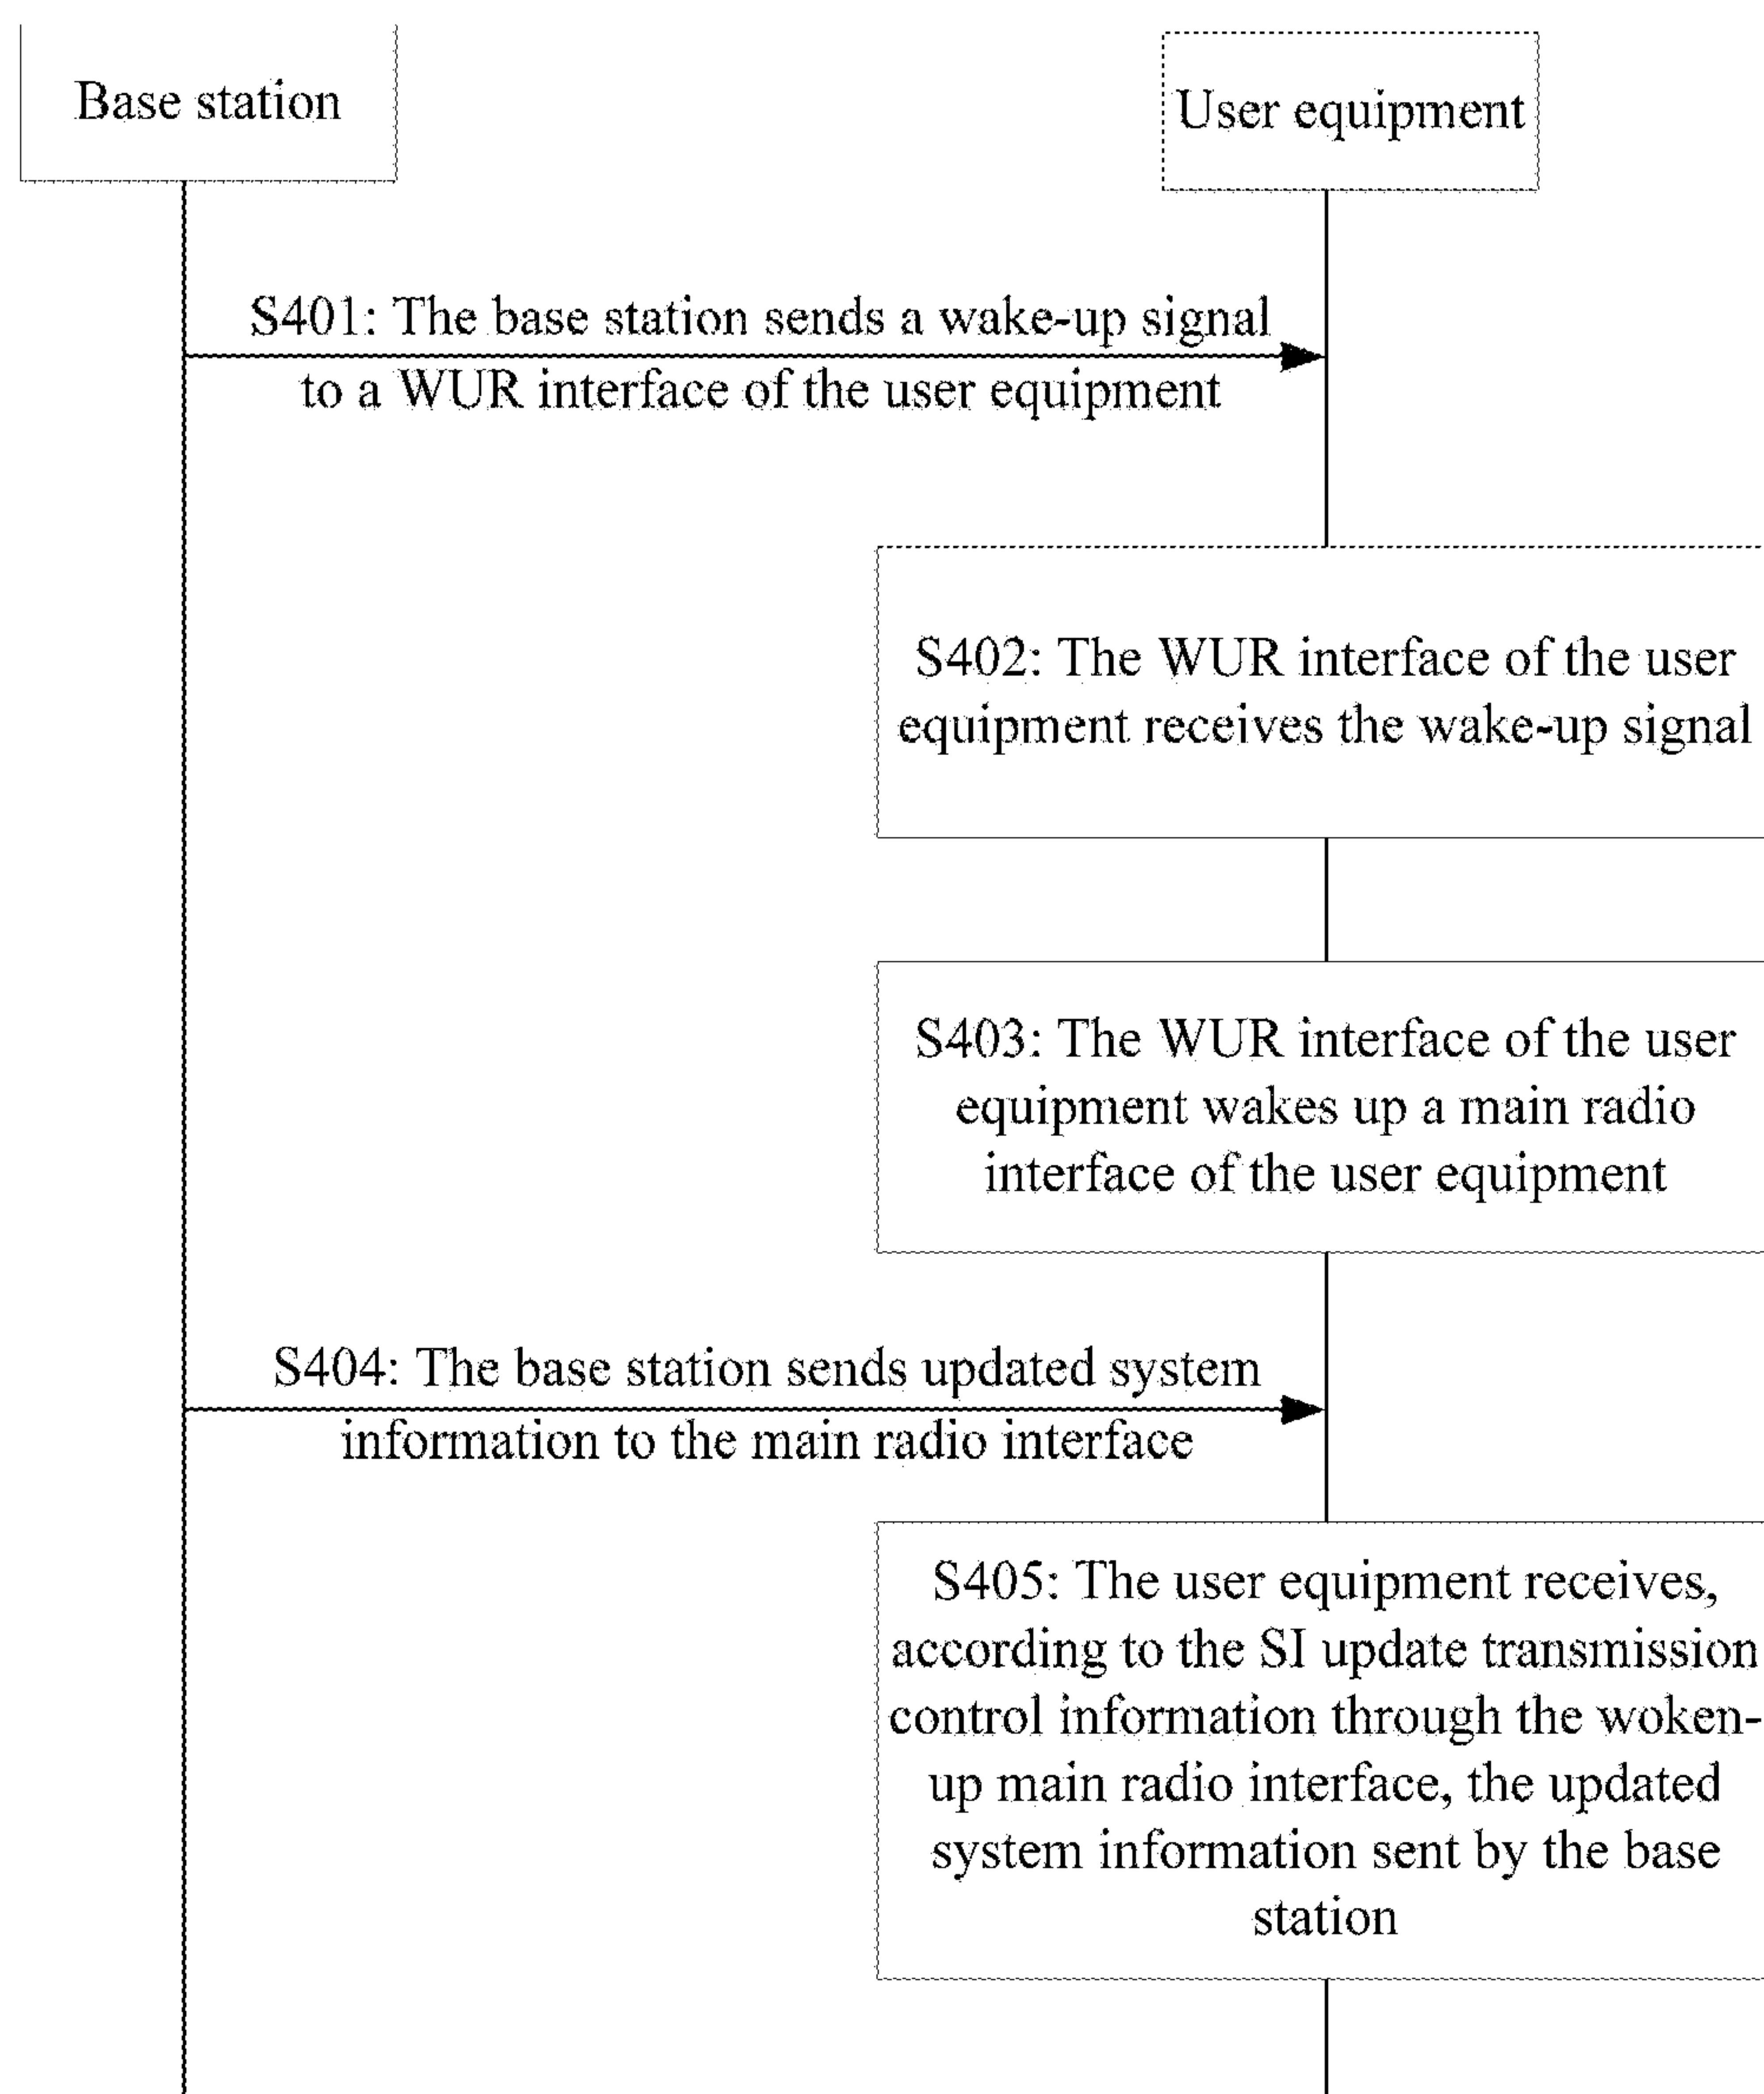 Base station
User equipment
S401: The base station sends a wake-up signal
to a WUR interface of the user equipment
S402: The WUR interface of the user
equipment receives the wake-up signal
S403: The WUR interface of the user
equipment wakes up a main radio
interface of the user equipment
S404: The base station sends updated system
information to the main radio interface
S405: The user equipment receives,
according to the SI update transmission
control information through the woken-
up main radio interface, the updated
system information sent by the base
station